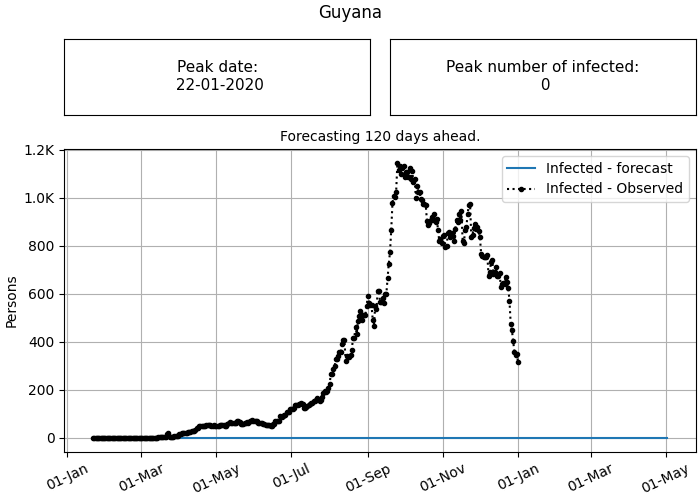 Guyana
Peak date:
22-01-2020
Peak number of infected:
0
Forecasting 120 days ahead.
Infected - forecast
Infected - Observed
Persons
1.2K
1.0K
800
600
400
200
0
01-Jan
01-Mar
01-May
01-Jul
01-Sep
01-Nov
01-Jan
01-Mar
01-May